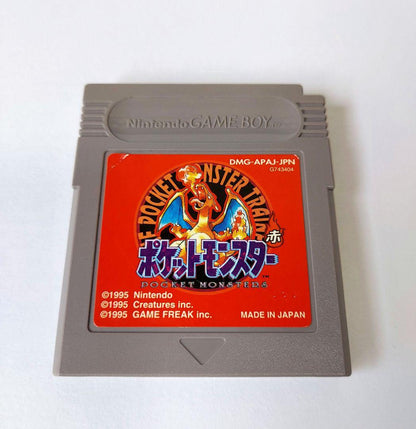 Nintendo GAME BOY
DMG-APAJ-JPN
G743404
POCKET MONSTER TRAIN
赤
ポケットモンスター
POCKET MONSTERS
©1995 Nintendo
©1995 Creatures inc.
©1995 GAME FREAK inc.
MADE IN JAPAN